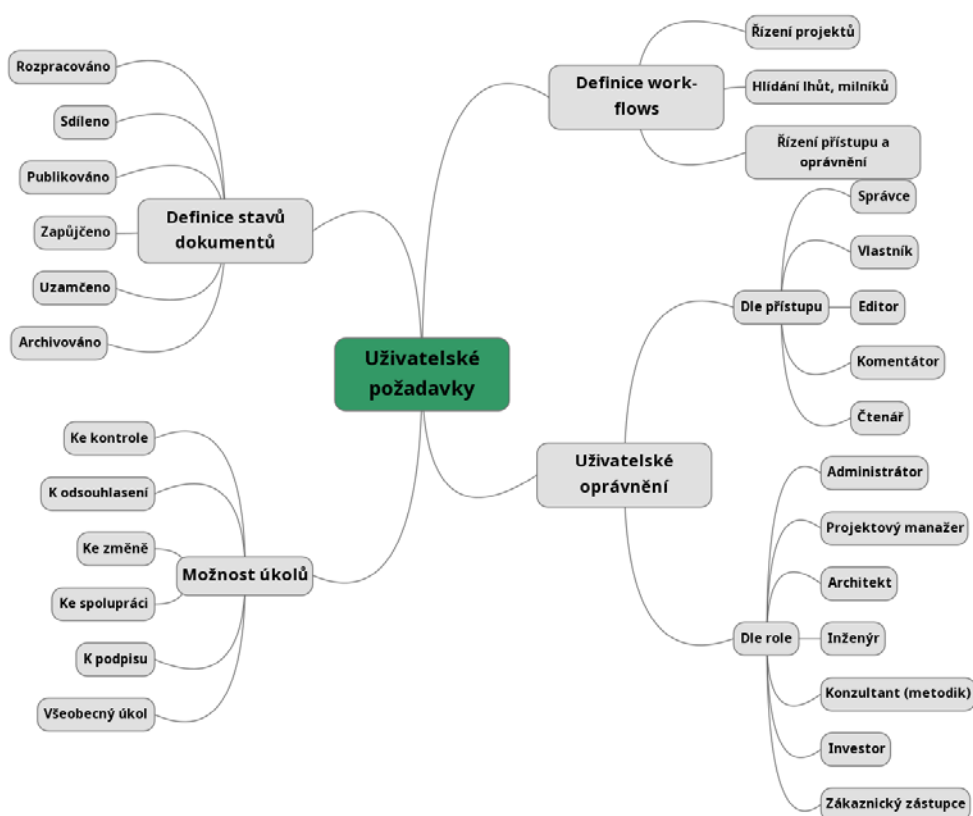 Uživatelské
požadavky
Definice stavů
dokumentů
Rozpracováno
Sdíleno
Publikováno
Zapůjčeno
Uzamčeno
Archivováno
Možnost úkolů
Ke kontrole
K odsouhlasení
Ke změně
Ke spolupráci
K podpisu
Všeobecný úkol
Definice work-
flows
Řízení projektů
Hlídání lhůt, milníků
Řízení přístupu a
oprávnění
Uživatelské
oprávnění
Dle přístupu
Správce
Vlastník
Editor
Komentátor
Čtenář
Dle role
Administrátor
Projektový manažer
Architekt
Inženýr
Konzultant (metodik)
Investor
Zákaznický zástupce